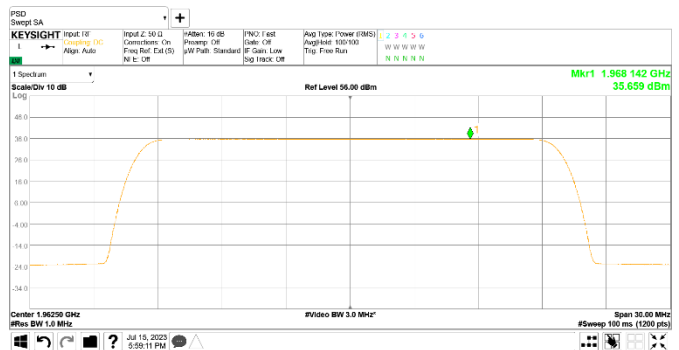 PSD
Swept SA
+
KEYSIGHT Input: RF Input Z: 50 Ω #Atten: 16 dB PNO: Fast Avg Type: Power (RMS) 1 2 3 4 5 6
L Coupling: DC Corrections: On Preamp: Off Gate: Off Avg|Hold: 100/100 W W W W W
Align: Auto Freq Ref: Ext (S) µW Path: Standard IF Gain: Low Trig: Free Run
NFE: Off Sig Track: Off N N N N N
1 Spectrum
Mkr1 1.968 142 GHz
Scale/Div 10 dB Ref Level 56.00 dBm 35.659 dBm
Log
46.0
36.0
1
26.0
16.0
6.00
-4.00
-14.0
-24.0
-34.0
Center 1.96250 GHz #Video BW 3.0 MHz* Span 30.00 MHz
#Res BW 1.0 MHz #Sweep 100 ms (1200 pts)
? Jul 15, 2023
5:59:11 PM